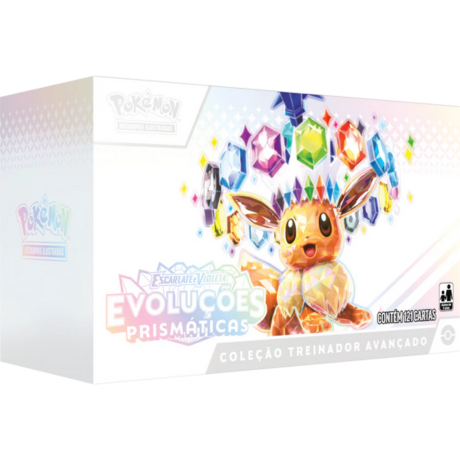 POKÉMON
POKÉMON
ESCARLATE E VIOLETA
EVOLUÇÕES
PRISMÁTICAS
CONTÉM 121 CARTAS
COLEÇÃO TREINADOR AVANÇADO